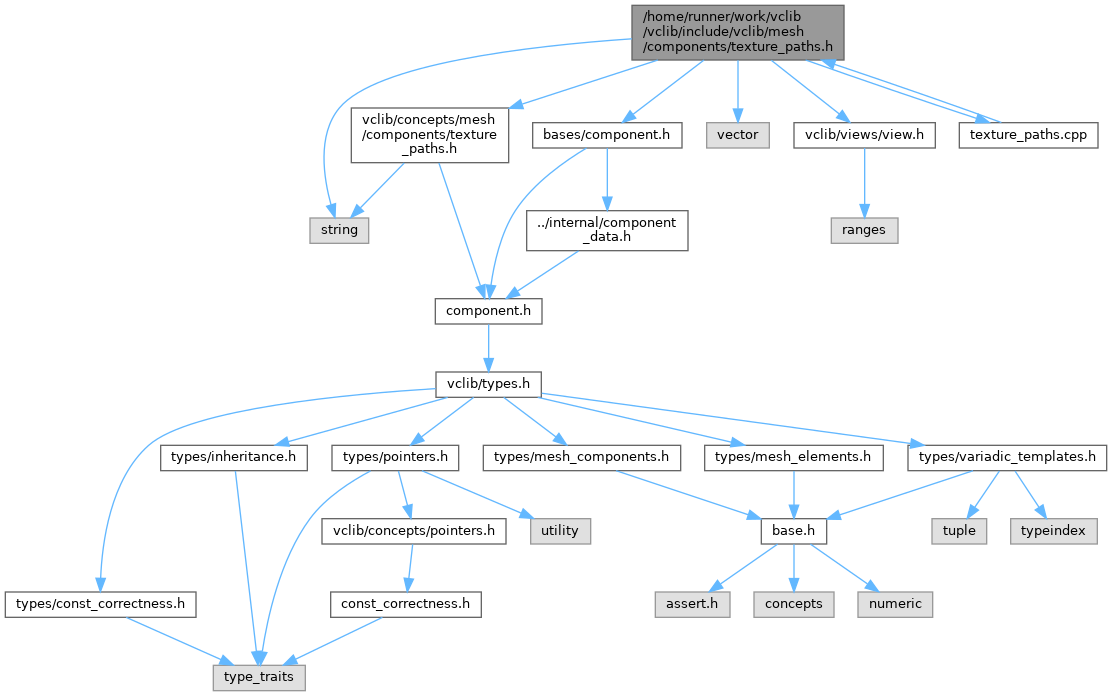 /home/runner/work/vclib
/vclib/include/vclib/mesh
/components/texture_paths.h
vclib/concepts/mesh
/components/texture
_paths.h
bases/component.h
vector
vclib/views/view.h
texture_paths.cpp
string
../internal/component
_data.h
ranges
component.h
vclib/types.h
types/inheritance.h
types/pointers.h
types/mesh_components.h
types/mesh_elements.h
types/variadic_templates.h
vclib/concepts/pointers.h
utility
base.h
tuple
typeindex
types/const_correctness.h
const_correctness.h
assert.h
concepts
numeric
type_traits